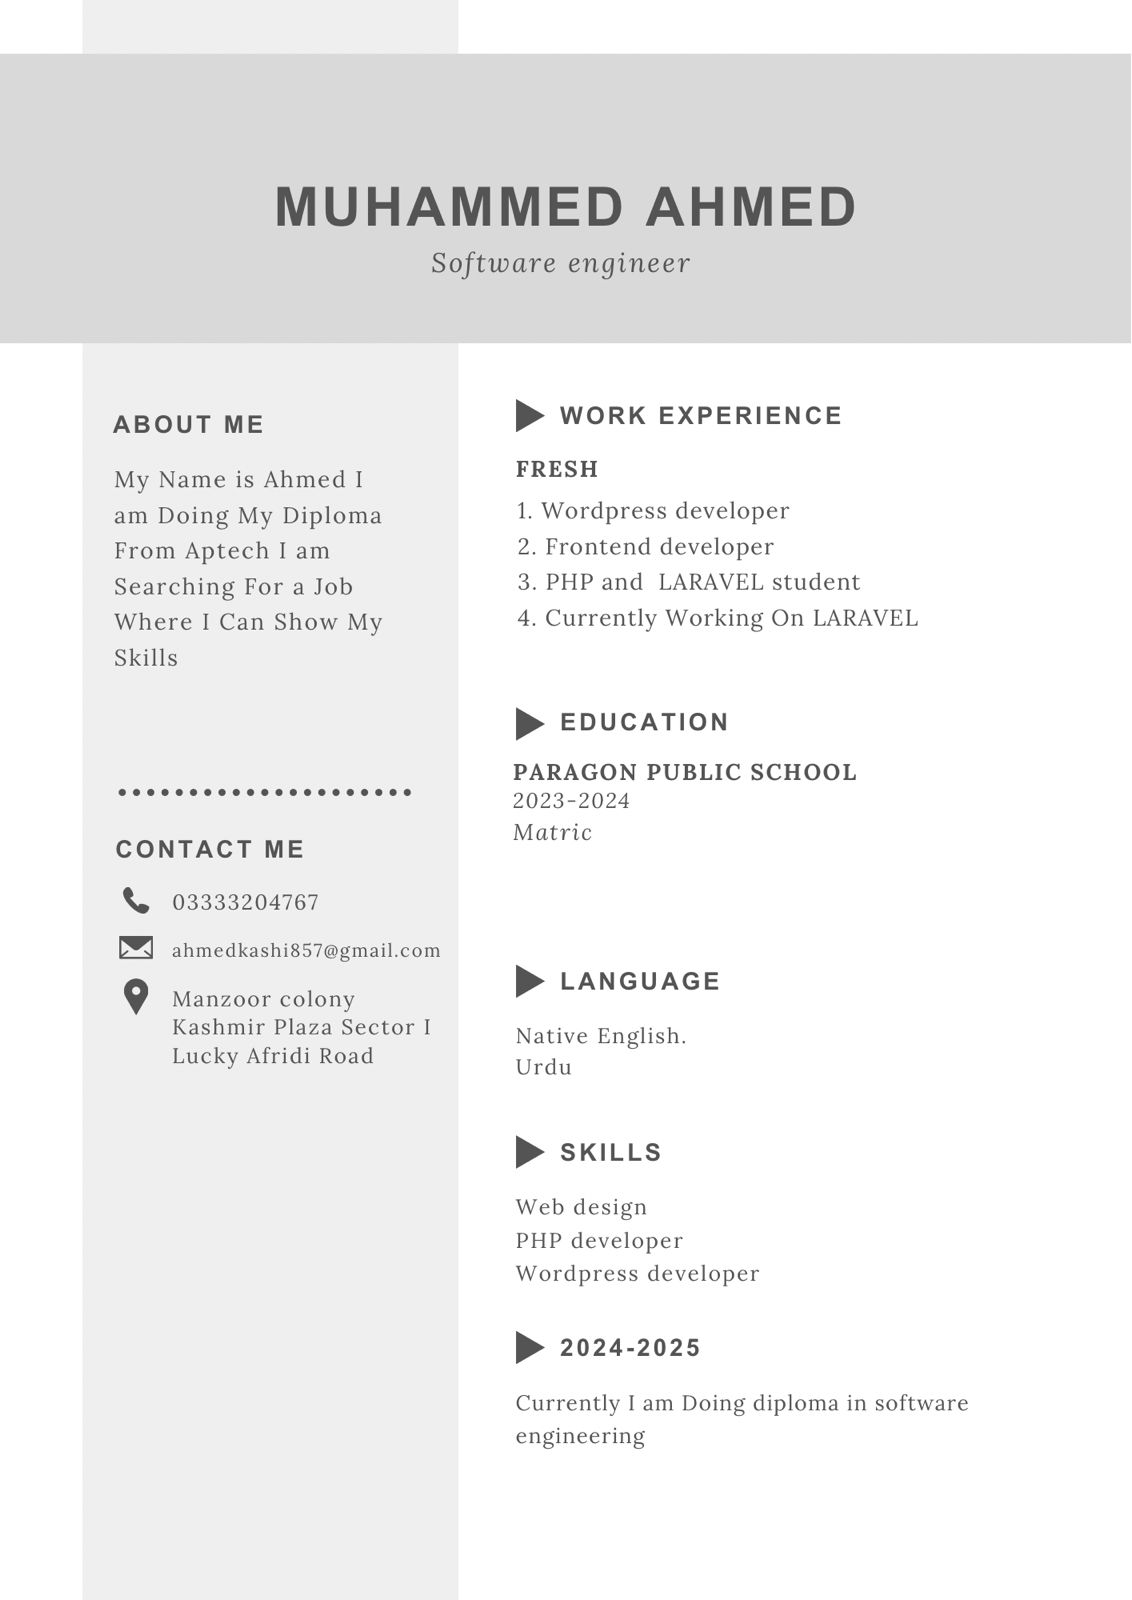 MUHAMMED AHMED
Software engineer
ABOUT ME
My Name is Ahmed I
am Doing My Diploma
From Aptech I am
Searching For a Job
Where I Can Show My
Skills
CONTACT ME
03333204767
ahmedkashi857@gmail.com
Manzoor colony
Kashmir Plaza Sector I
Lucky Afridi Road
WORK EXPERIENCE
FRESH
1. Wordpress developer
2. Frontend developer
3. PHP and  LARAVEL student
4. Currently Working On LARAVEL
EDUCATION
PARAGON PUBLIC SCHOOL
2023-2024
Matric
LANGUAGE
Native English.
Urdu
SKILLS
Web design
PHP developer
Wordpress developer
2024-2025
Currently I am Doing diploma in software
engineering